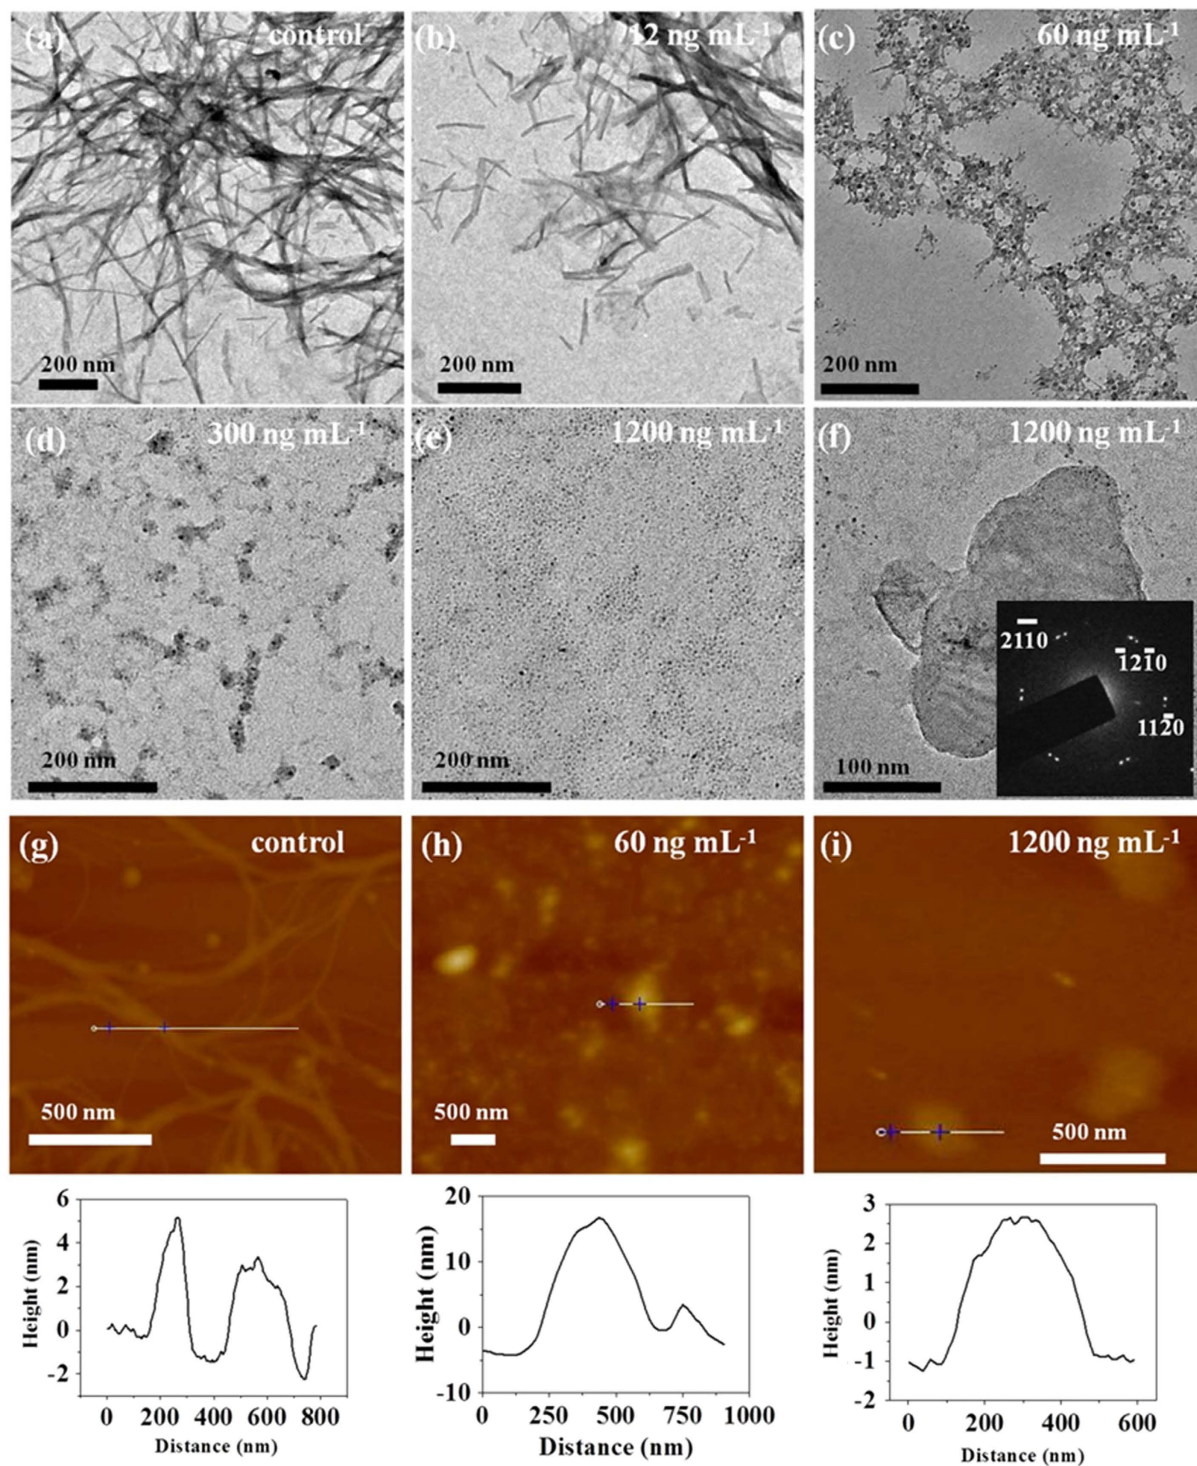 (a) control
(b) 12 ng mL-1
(c) 60 ng mL-1
200 nm
200 nm
200 nm
(d) 300 ng mL-1
(e) 1200 ng mL-1
(f) 1200 ng mL-1
2110
1210
1120
200 nm
200 nm
100 nm
(g) control
(h) 60 ng mL-1
(i) 1200 ng mL-1
500 nm
500 nm
500 nm
6
4
2
0
-2
Height (nm)
0 200 400 600 800
Distance (nm)
20
10
0
-10
Height (nm)
0 250 500 750 1000
Distance (nm)
3
2
1
0
-1
-2
Height (nm)
0 200 400 600
Distance (nm)